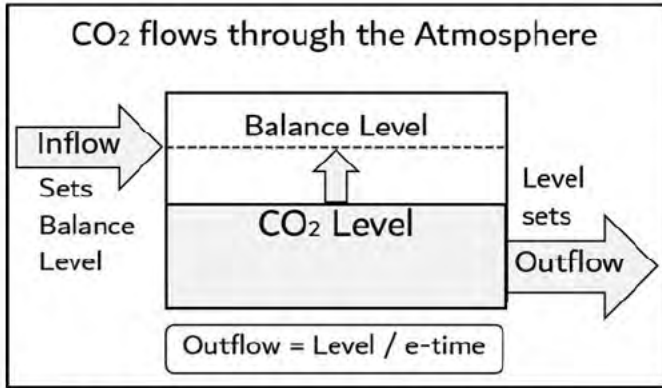 CO₂ flows through the Atmosphere
Inflow
Sets
Balance
Level
Balance Level
CO₂ Level
Level
sets
Outflow
Outflow = Level / e-time